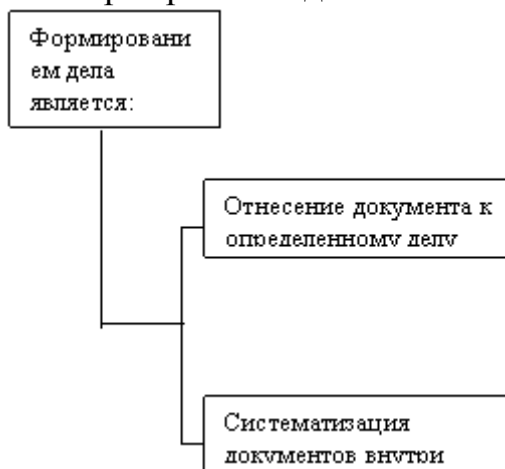 Формировани
ем дела
является:
Отнесение документа к
определенному делу
Систематизация
документов внутри